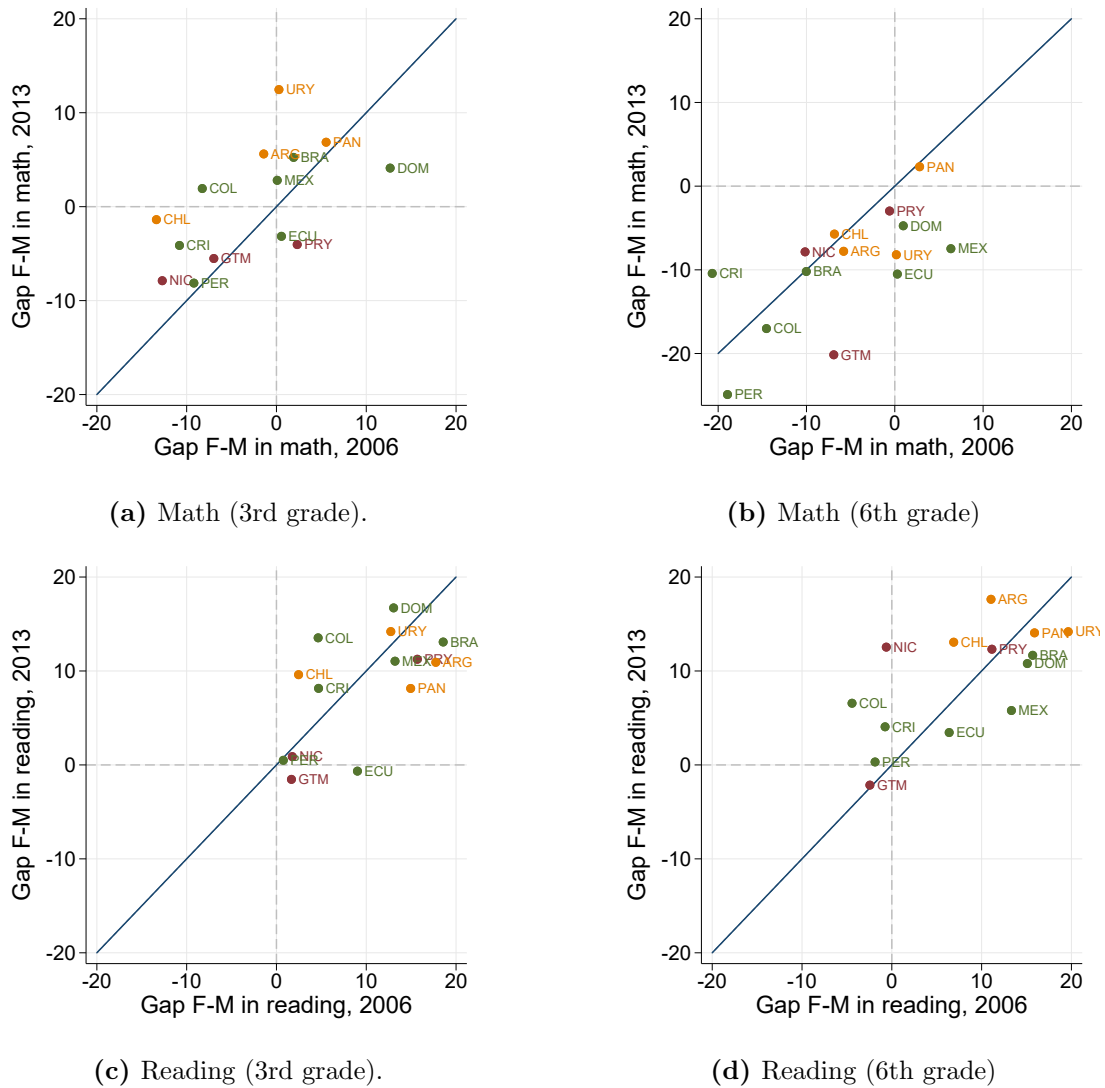 20
10
0
-10
-20
Gap F-M in math, 2013
URY
PAN
ARG
BRA
DOM
MEX
COL
CHL
ECU
PRY
CRI
GTM
NIC
PER
-20 -10 0 10 20
Gap F-M in math, 2006
(a) Math (3rd grade).
20
10
0
-10
-20
Gap F-M in math, 2013
PAN
PRY
DOM
CHL
MEX
NIC
ARG
URY
CRI
BRA
ECU
COL
GTM
PER
-20 -10 0 10 20
Gap F-M in math, 2006
(b) Math (6th grade)
20
10
0
-10
-20
Gap F-M in reading, 2013
DOM
URY
COL
BRA
MEX
PRY
ARG
CHL
CRI
PAN
NIC
PER
ECU
GTM
-20 -10 0 10 20
Gap F-M in reading, 2006
(c) Reading (3rd grade).
20
10
0
-10
-20
Gap F-M in reading, 2013
ARG
PAN
URY
CHL
NIC
PRY
BRA
DOM
COL
MEX
CRI
ECU
PER
GTM
-20 -10 0 10 20
Gap F-M in reading, 2006
(d) Reading (6th grade)